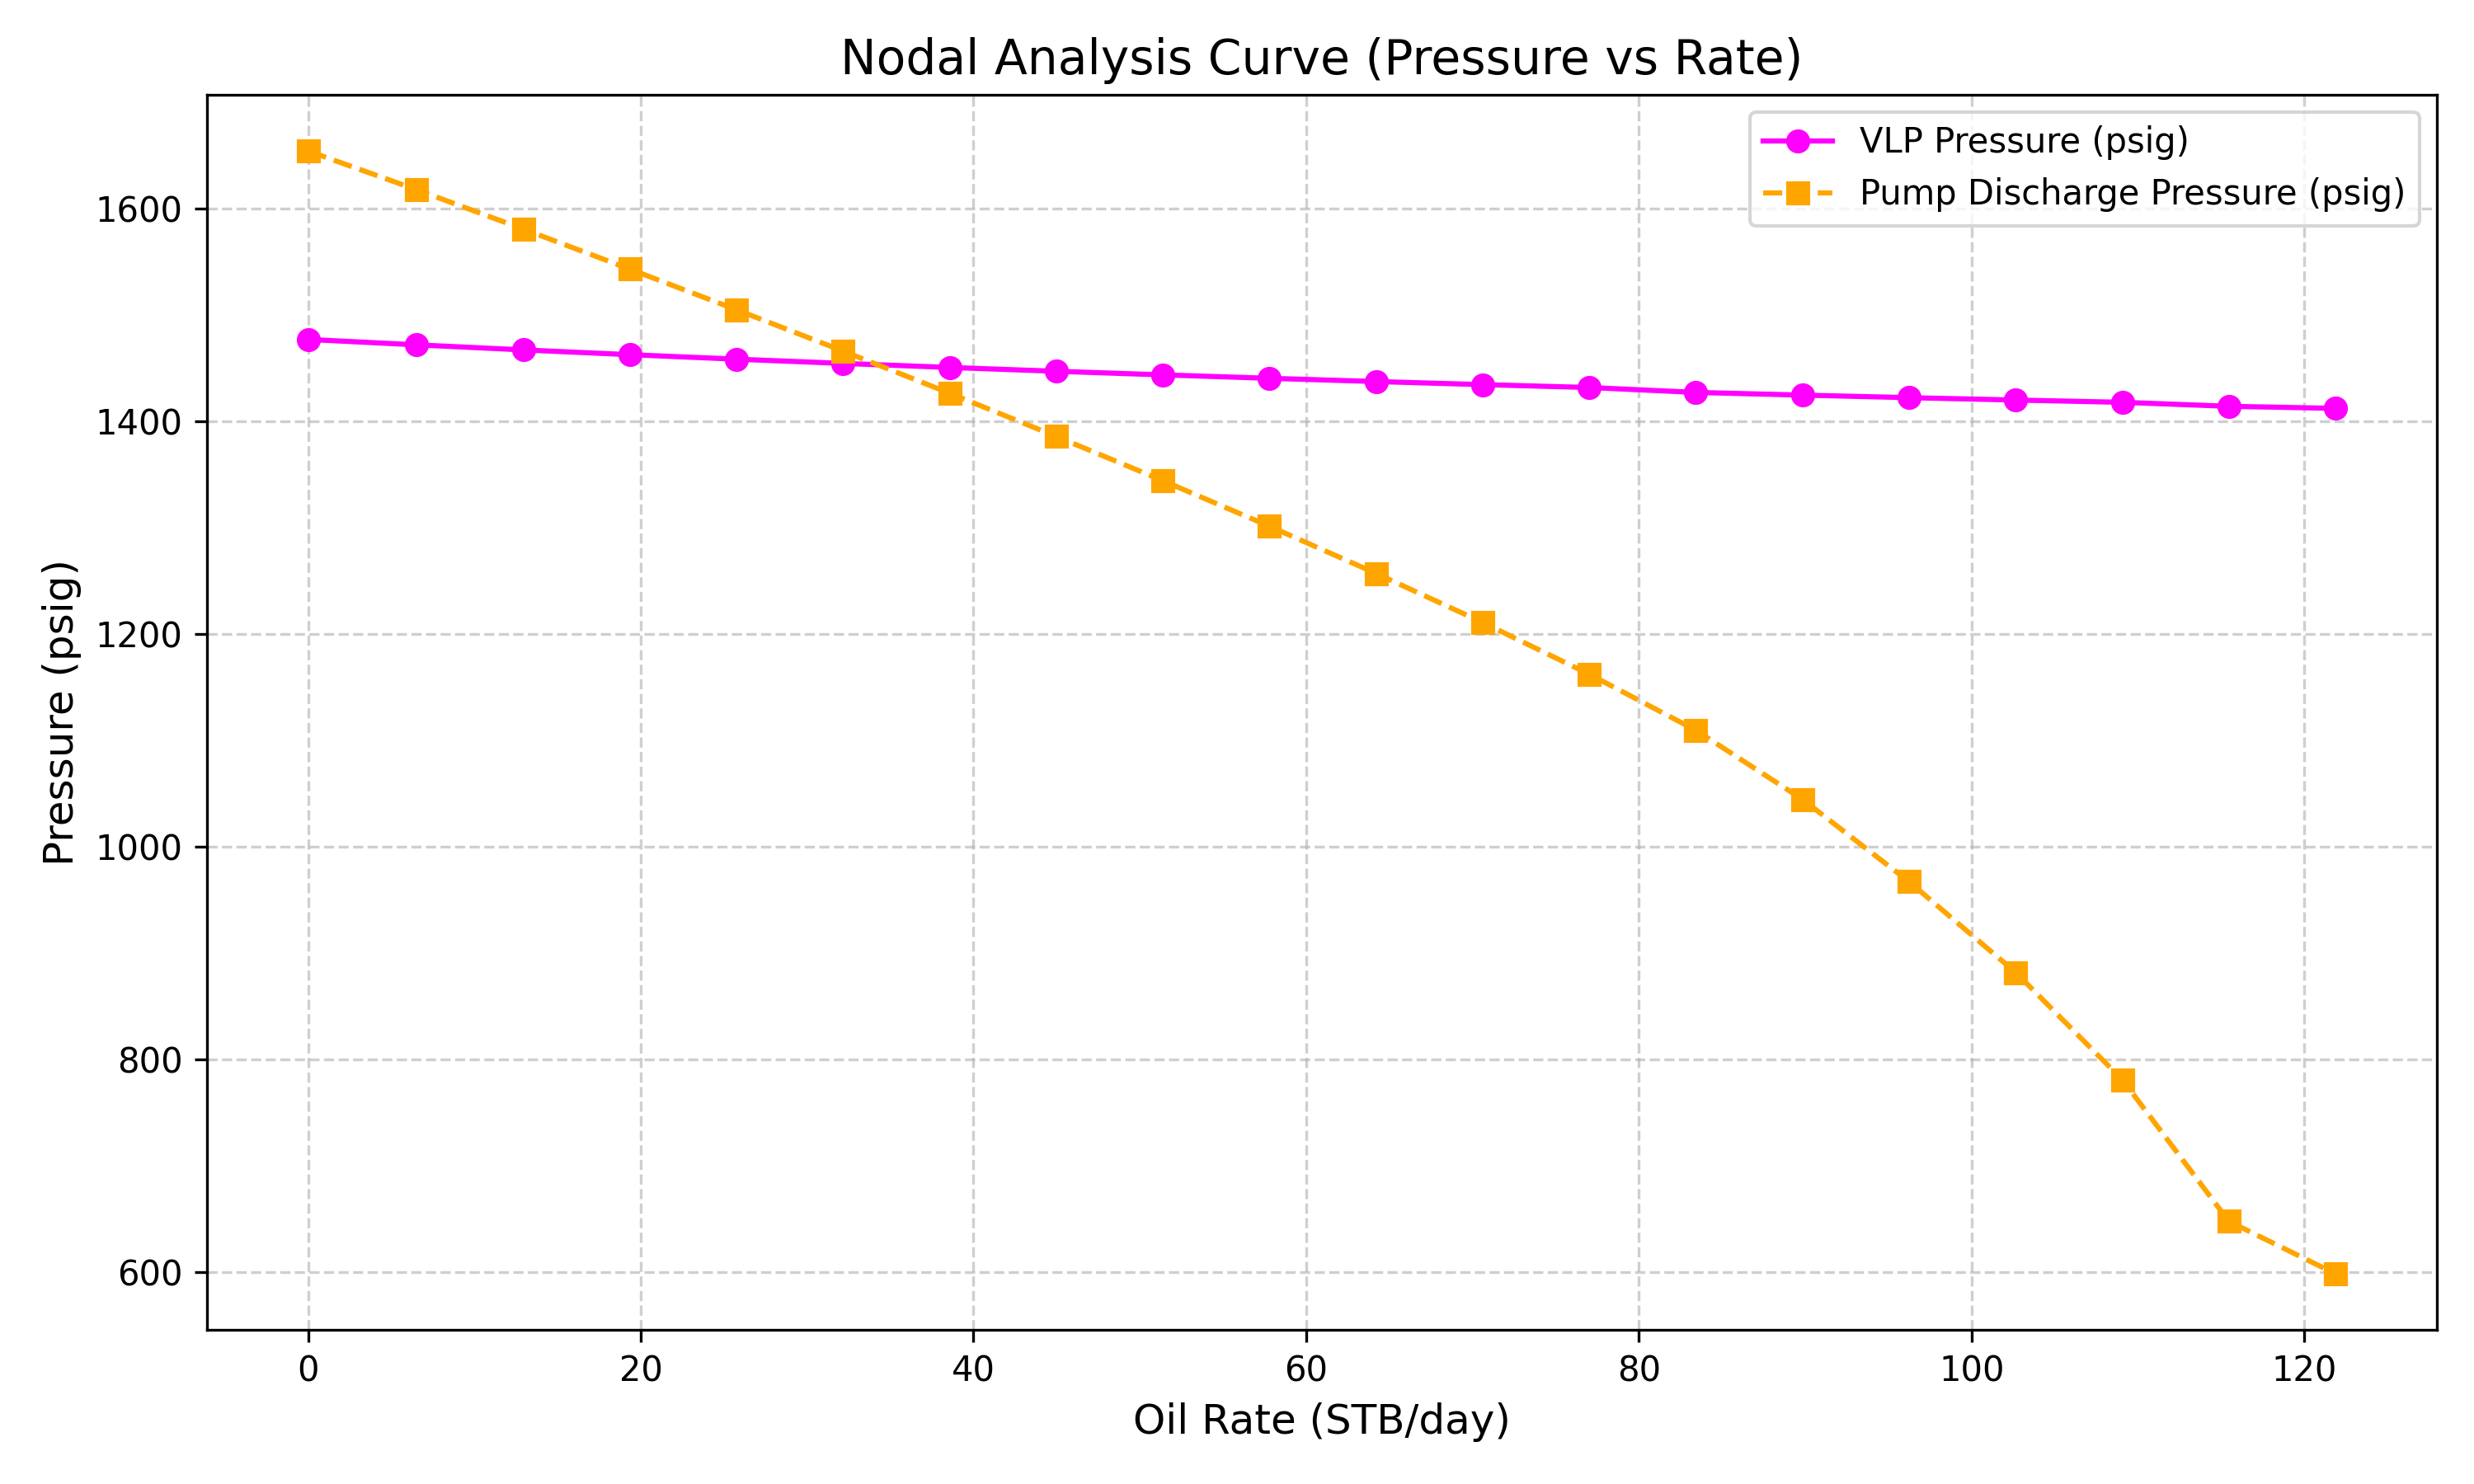 Nodal Analysis Curve (Pressure vs Rate)
VLP Pressure (psig)
Pump Discharge Pressure (psig)
Pressure (psig)
1600
1400
1200
1000
800
600
0 20 40 60 80 100 120
Oil Rate (STB/day)